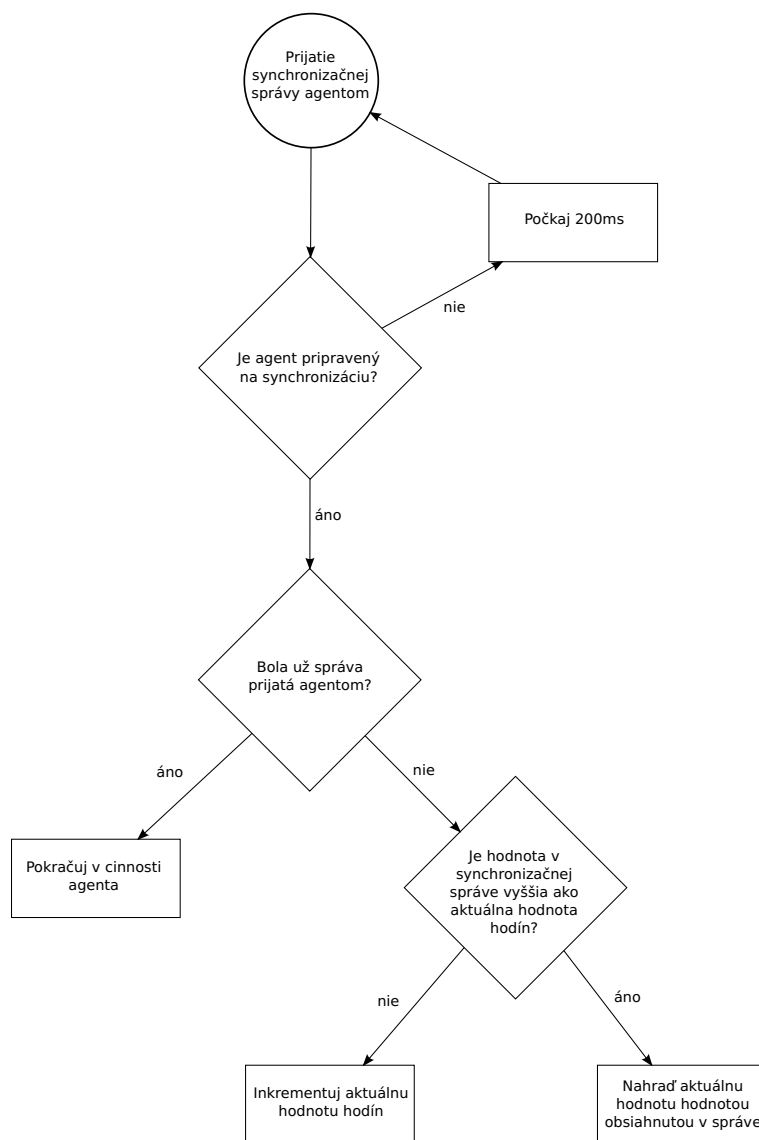 Prijatie
synchronizačnej
správy agentom
Počkaj 200ms
nie
Je agent pripravený
na synchronizáciu?
áno
Bola už správa
prijatá agentom?
áno
nie
Pokračuj v cinnosti
agenta
Je hodnota v
synchronizačnej
správe vyššia ako
aktuálna hodnota
hodín?
nie
áno
Inkrementuj aktuálnu
hodnotu hodín
Nahraď aktuálnu
hodnotu hodnotou
obsiahnutou v správe